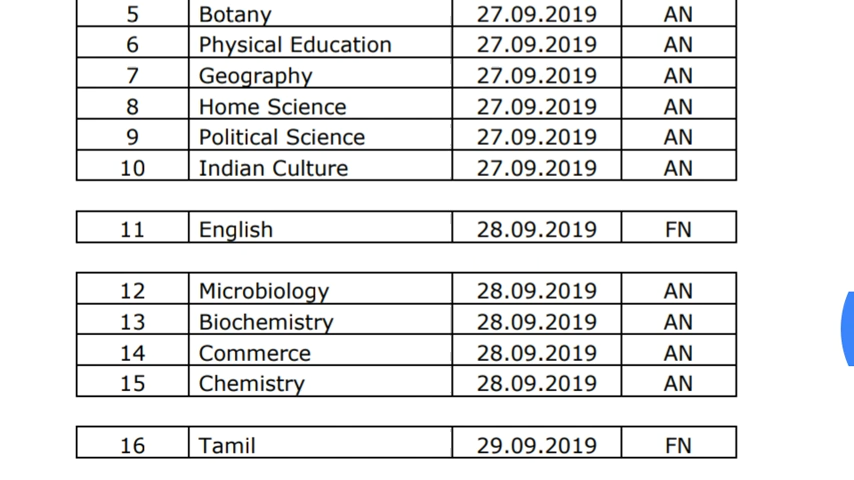 5 Botany 27.09.2019 AN
6 Physical Education 27.09.2019 AN
7 Geography 27.09.2019 AN
8 Home Science 27.09.2019 AN
9 Political Science 27.09.2019 AN
10 Indian Culture 27.09.2019 AN
11 English 28.09.2019 FN
12 Microbiology 28.09.2019 AN
13 Biochemistry 28.09.2019 AN
14 Commerce 28.09.2019 AN
15 Chemistry 28.09.2019 AN
16 Tamil 29.09.2019 FN